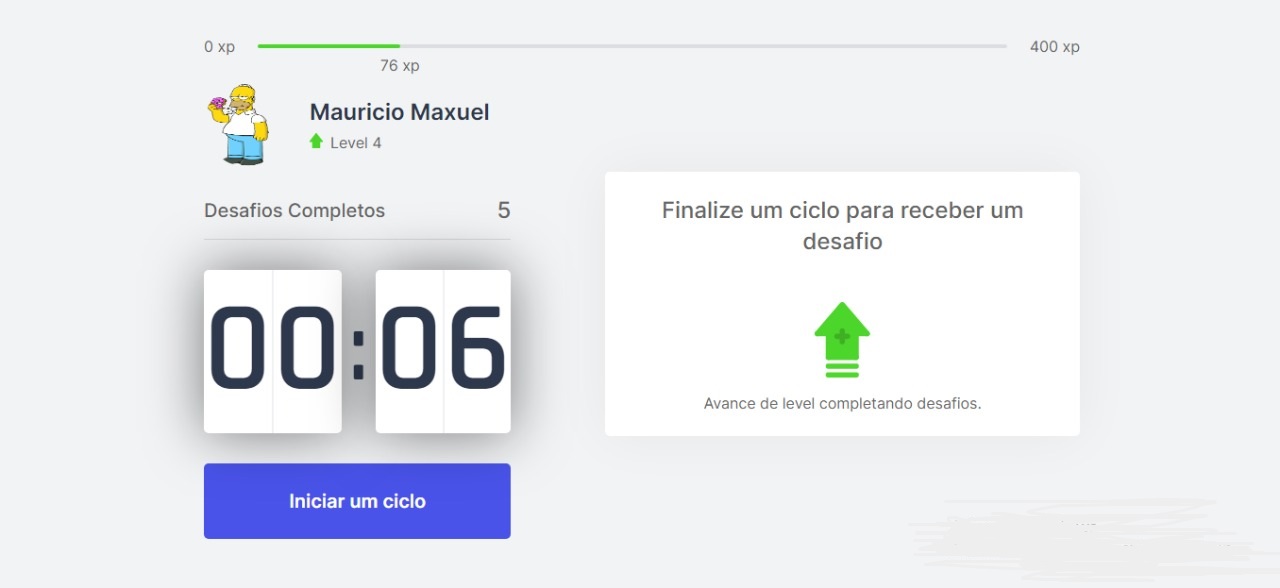 0 xp
400 xp
76 xp
Mauricio Maxuel
Level 4
Desafios Completos 5
00:06
Iniciar um ciclo
Finalize um ciclo para receber um
desafio
Avance de level completando desafios.